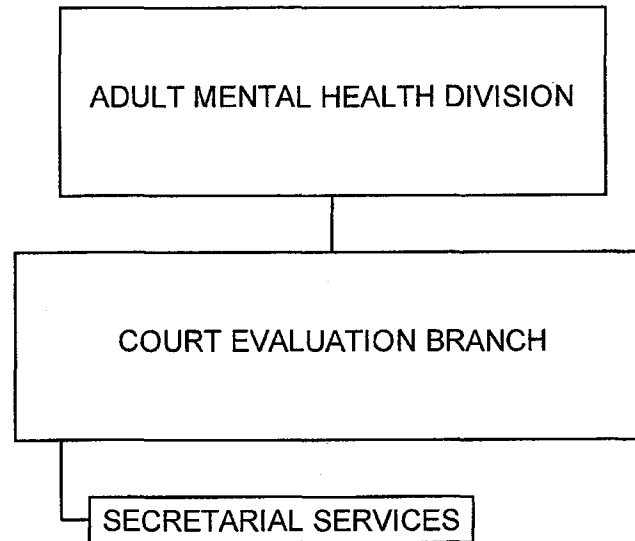 ADULT MENTAL HEALTH DIVISION
COURT EVALUATION BRANCH
SECRETARIAL SERVICES